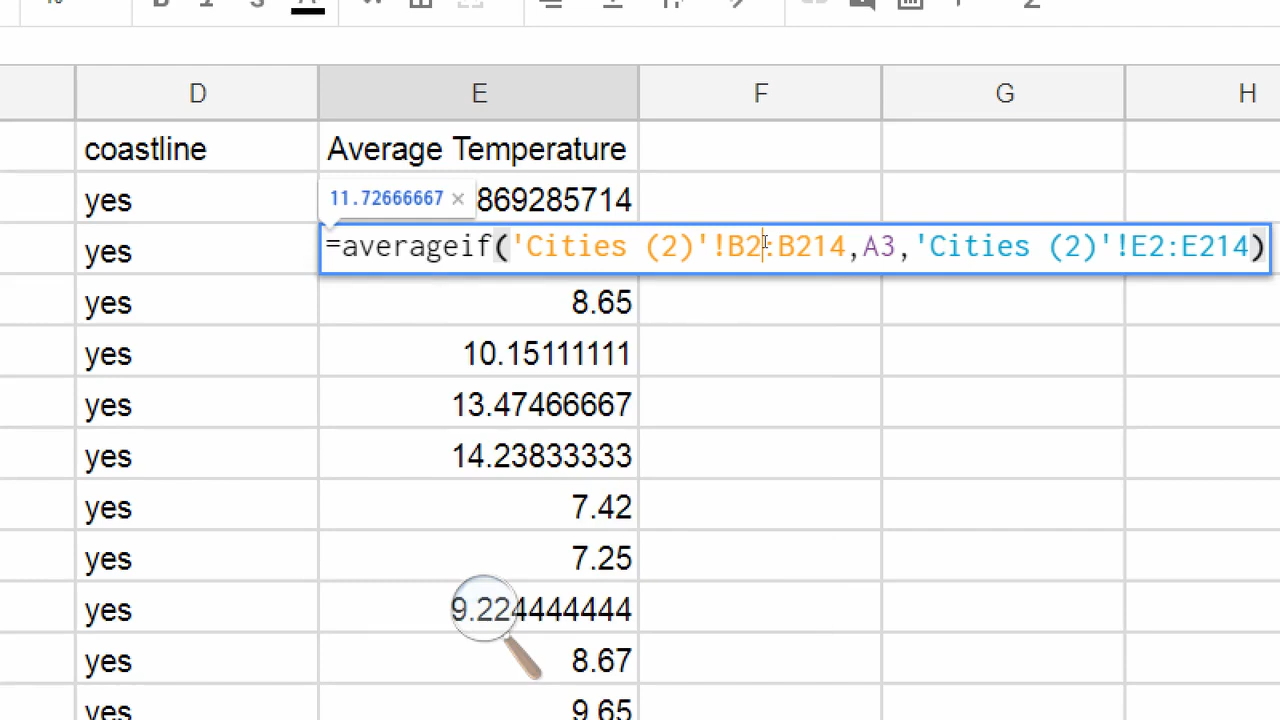 D E F G H
coastline Average Temperature
yes 11.72666667 × 869285714
yes =averageif('Cities (2)'!B2:B214,A3,'Cities (2)'!E2:E214)
yes 8.65
yes 10.15111111
yes 13.47466667
yes 14.23833333
yes 7.42
yes 7.25
yes 9.224444444
yes 8.67
yes 9.65